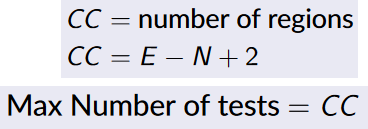 CC = number of regions
CC = E − N + 2
Max Number of tests = CC